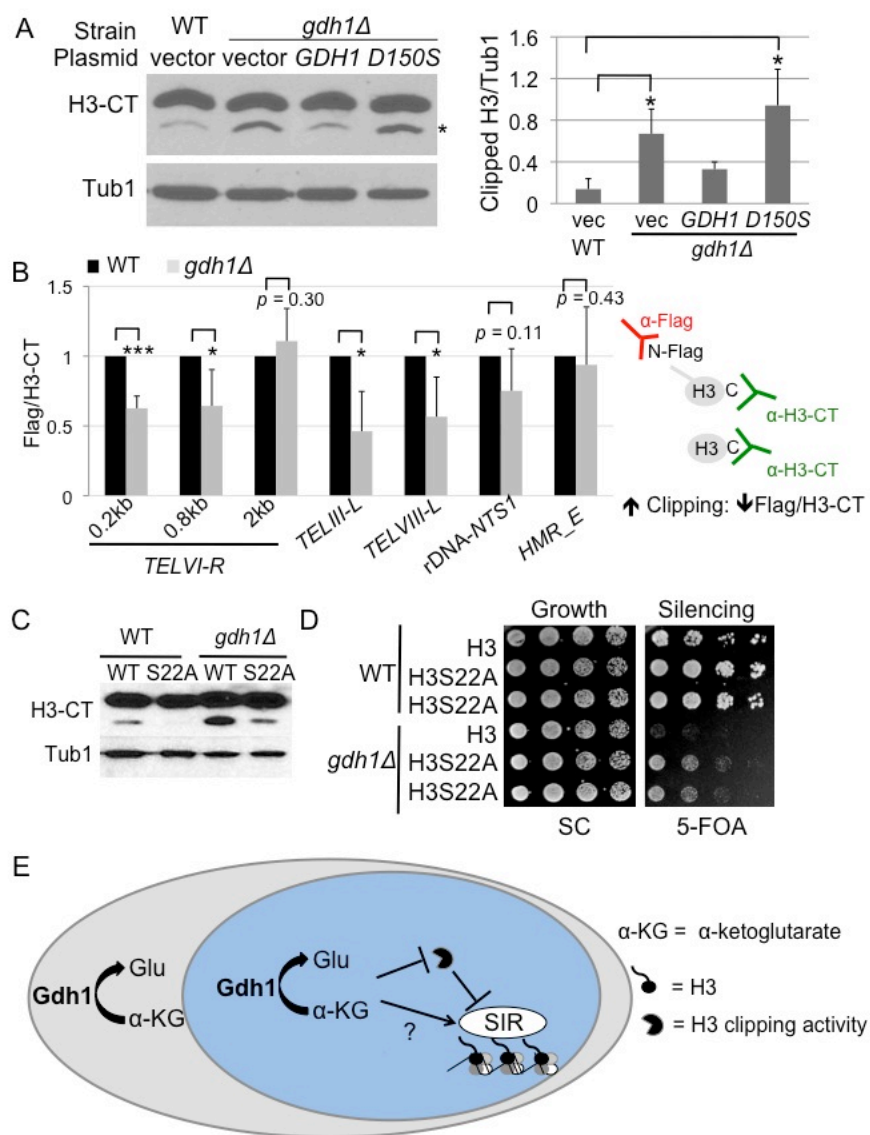 A
Strain WT gdh1Δ
Plasmid vector vector GDH1 D150S
H3-CT
*
Tub1
Clipped H3/Tub1
1.6
1.2
0.8
0.4
0
* *
vec vec GDH1 D150S
WT gdh1Δ
B
WT gdh1Δ
Flag/H3-CT
1.5
1
0.5
0
*** * p = 0.30 * * p = 0.11 p = 0.43
0.2kb 0.8kb 2kb TELIII-L TELVIII-L rDNA-NTS1 HMR_E
TELVI-R
α-Flag
N-Flag
H3 C
α-H3-CT
H3 C
α-H3-CT
Clipping: Flag/H3-CT
C
WT gdh1Δ
WT S22A WT S22A
H3-CT
Tub1
D
Growth Silencing
WT
H3
H3S22A
H3S22A
gdh1Δ
H3
H3S22A
H3S22A
SC 5-FOA
E
Gdh1
Glu
α-KG
Gdh1
Glu
α-KG
?
SIR
α-KG = α-ketoglutarate
= H3
= H3 clipping activity